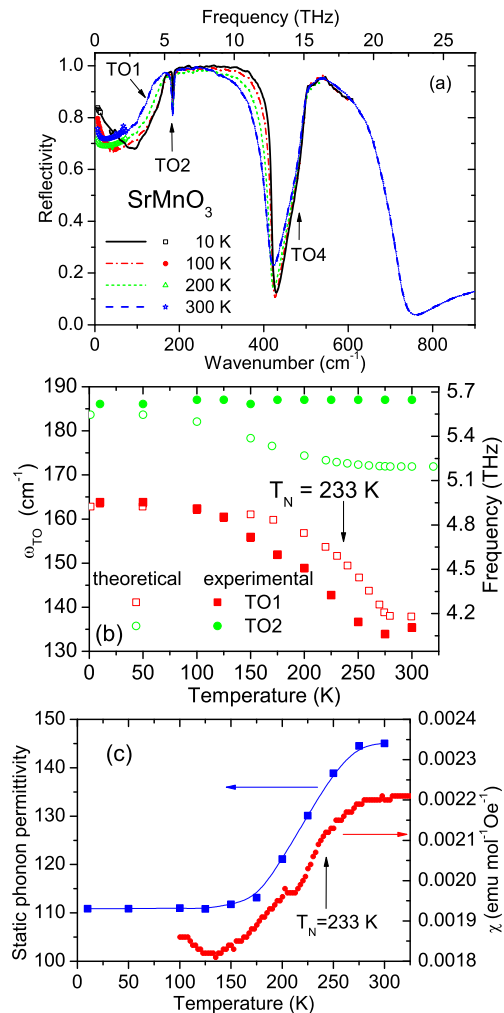 Frequency (THz)
0 5 10 15 20 25
TO1
(a)
TO2
SrMnO3
TO4
10 K
100 K
200 K
300 K
Reflectivity
1.0
0.8
0.6
0.4
0.2
0.0
0 200 400 600 800
Wavenumber (cm-1)
190
180
170
160
150
140
130
ωTO (cm-1)
5.7
5.4
5.1
4.8
4.5
4.2
Frequency (THz)
TN = 233 K
theoretical experimental
TO1
TO2
(b)
0 50 100 150 200 250 300
Temperature (K)
150
140
130
120
110
100
Static phonon permittivity
(c)
0.0024
0.0022
0.0021
0.0019
0.0018
χ (emu mol-1Oe-1)
TN=233 K
0 50 100 150 200 250 300
Temperature (K)